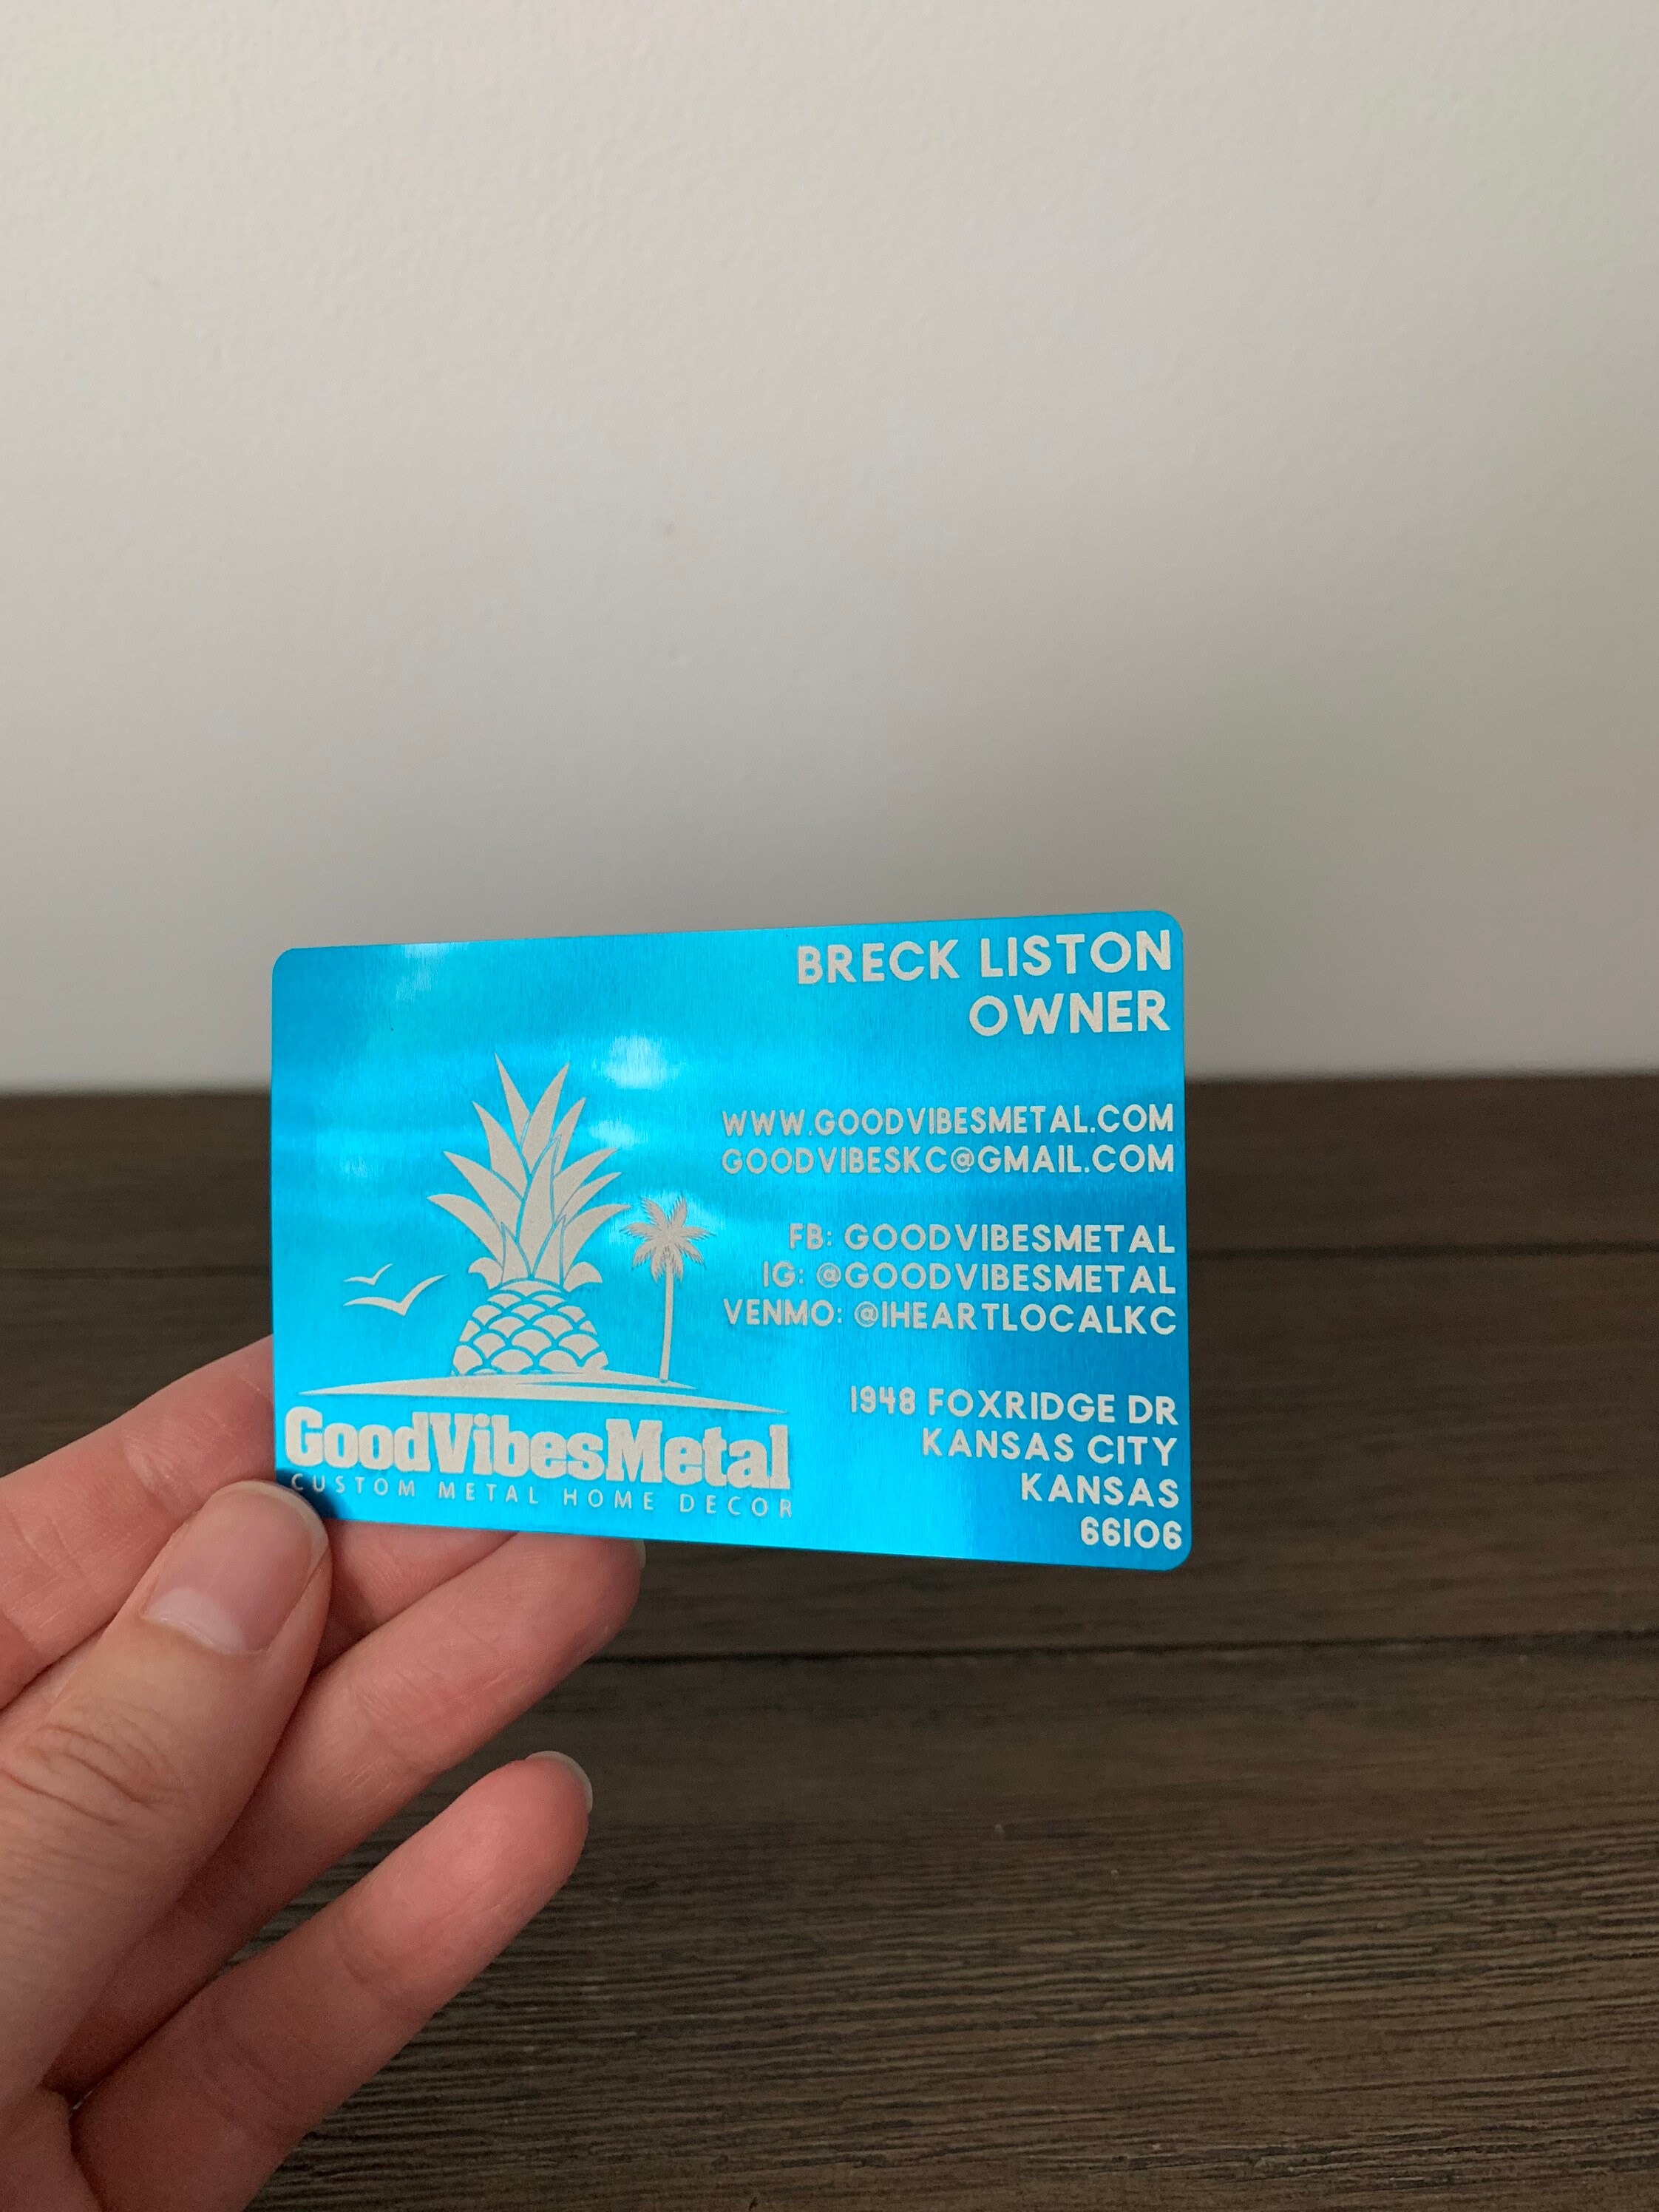 BRECK LISTON
OWNER
WWW.GOODVIBESMETAL.COM
GOODVIBESKC@GMAIL.COM
FB: GOODVIBESMETAL
IG: @GOODVIBESMETAL
VENMO: @IHEARTLOCALKC
1948 FOXRIDGE DR
KANSAS CITY
KANSAS
66106
GoodVibesMetal
CUSTOM METAL HOME DECOR